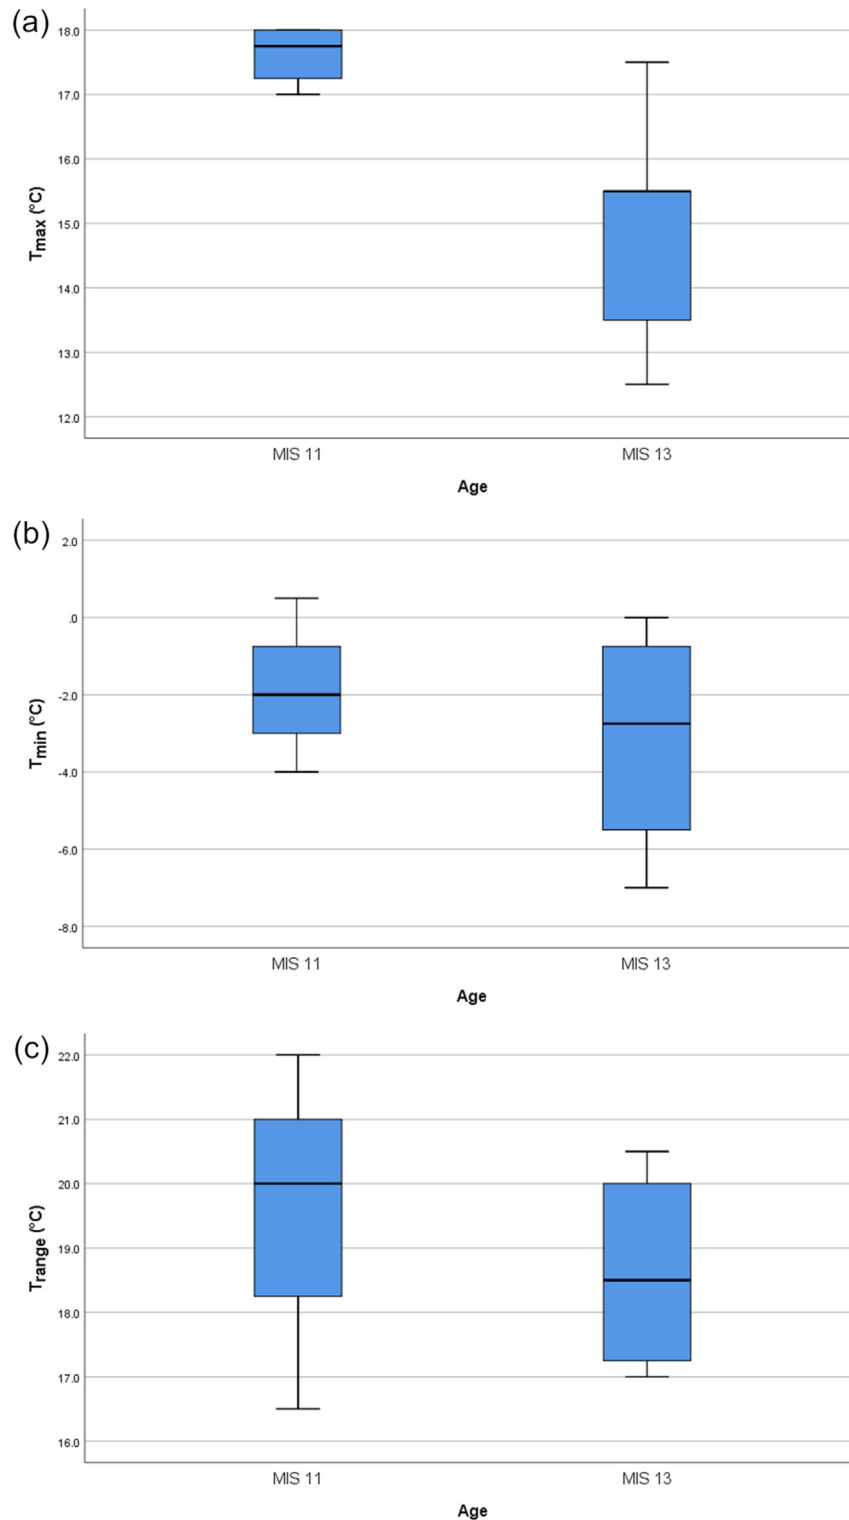 (a)
18.0
17.0
16.0
15.0
14.0
13.0
12.0
Tmax (°C)
MIS 11 MIS 13
Age
(b)
2.0
.0
-2.0
-4.0
-6.0
-8.0
Tmin (°C)
MIS 11 MIS 13
Age
(c)
22.0
21.0
20.0
19.0
18.0
17.0
16.0
Trange (°C)
MIS 11 MIS 13
Age